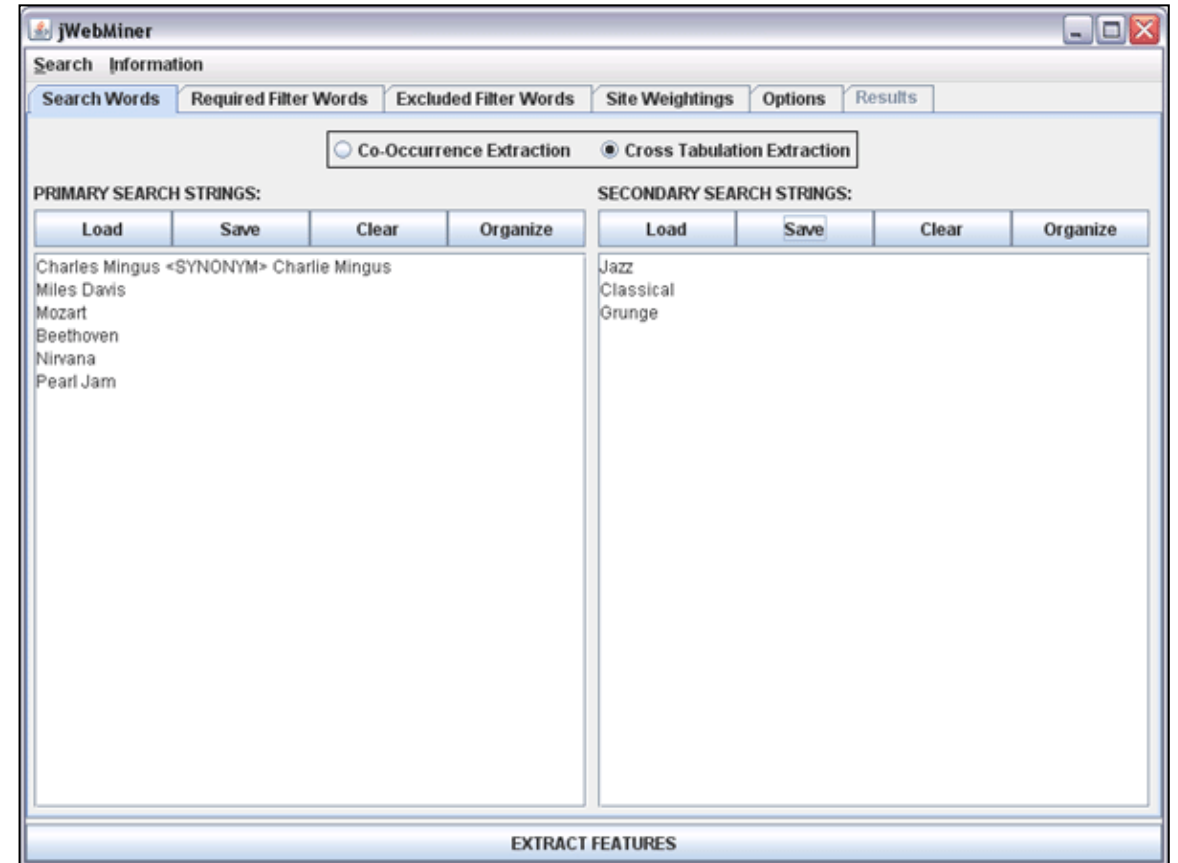 jWebMiner
Search Information
Search Words Required Filter Words Excluded Filter Words Site Weightings Options Results
Co-Occurrence Extraction Cross Tabulation Extraction
PRIMARY SEARCH STRINGS:
Load Save Clear Organize
Charles Mingus <SYNONYM> Charlie Mingus
Miles Davis
Mozart
Beethoven
Nirvana
Pearl Jam
SECONDARY SEARCH STRINGS:
Load Save Clear Organize
Jazz
Classical
Grunge
EXTRACT FEATURES